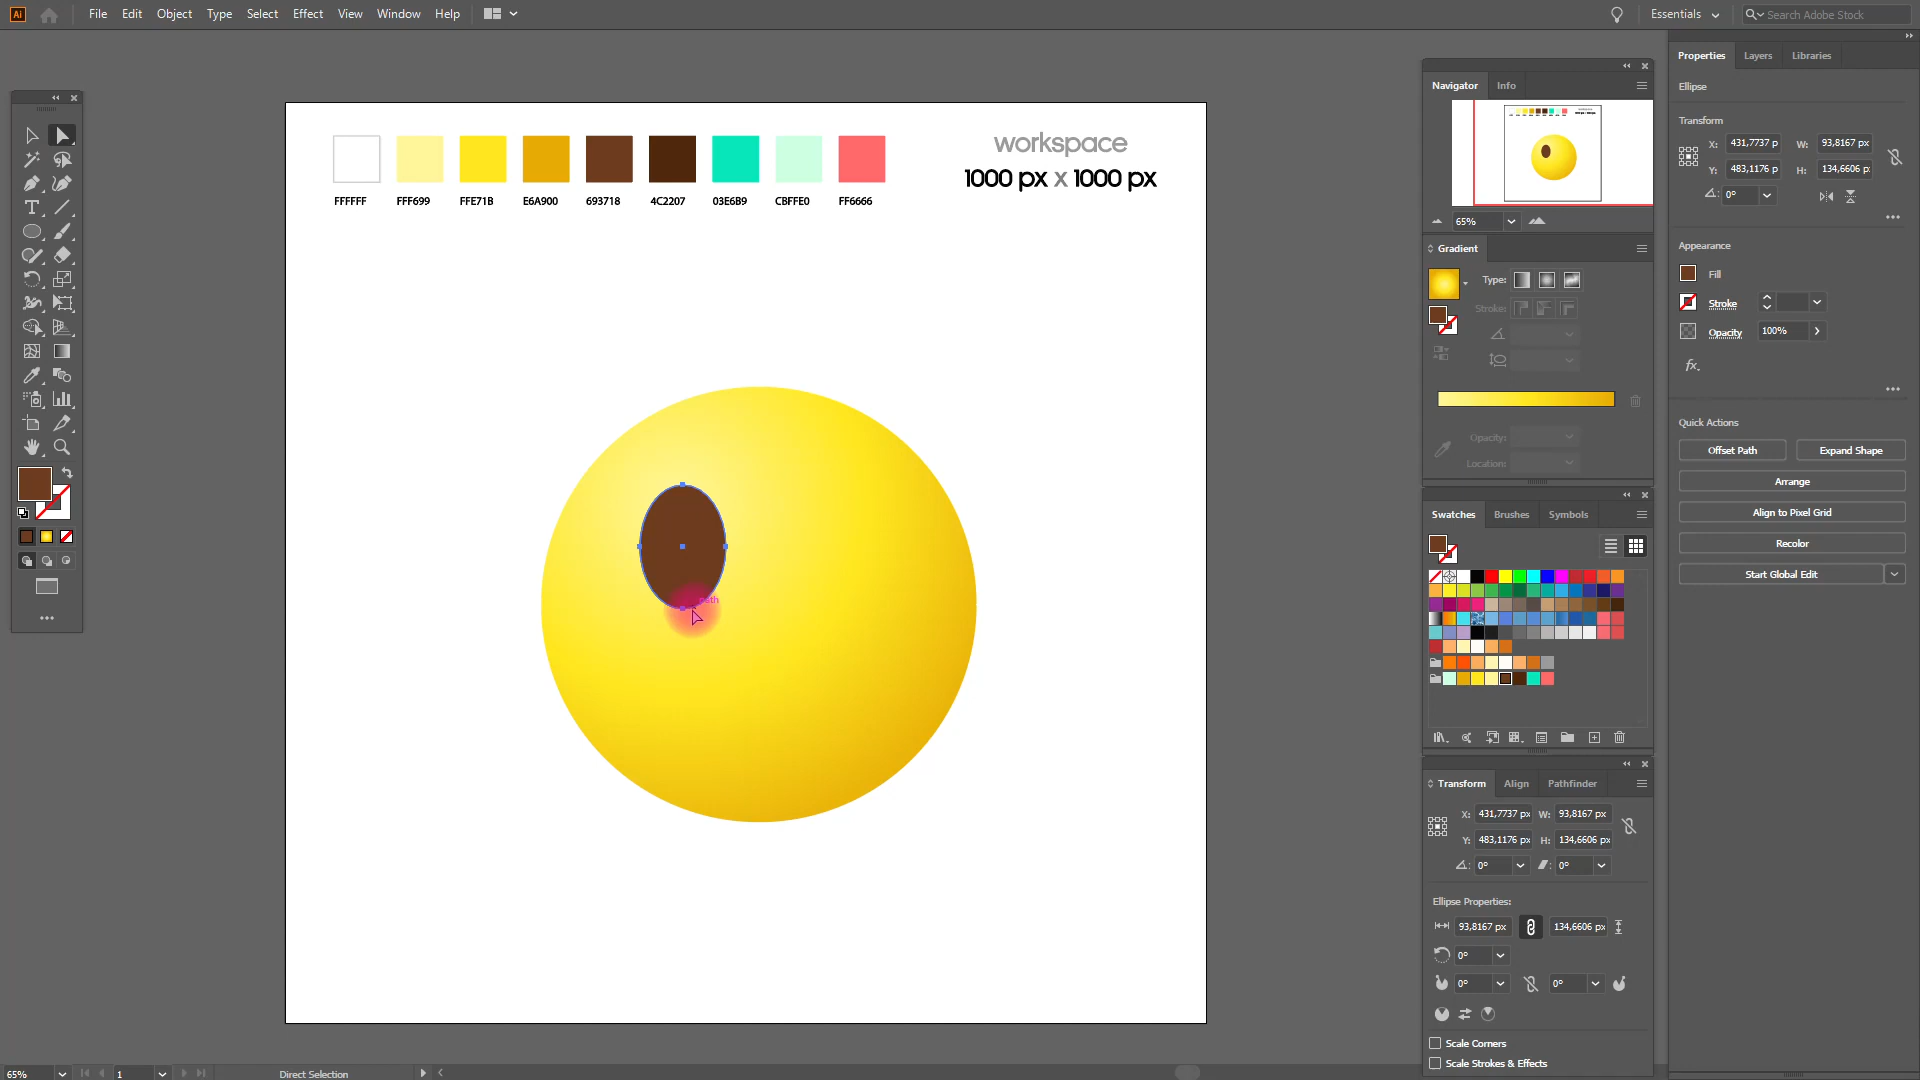 Ai File Edit Object Type Select Effect View Window Help Essentials Search Adobe Stock
workspace
1000 px x 1000 px
FFFFFF FFF699 FFE71B E6A900 693718 4C2207 03E6B9 CBFFE0 FF6666
path
Navigator Info
65%
Gradient
Type:
Stroke:
Opacity:
Location:
Swatches Brushes Symbols
Transform Align Pathfinder
X: 431,7737 px W: 93,8167 px
Y: 483,1176 px H: 134,6606 px
0° 0°
Ellipse Properties:
93,8167 px 134,6606 px
0°
0° 0°
Scale Corners
Scale Strokes & Effects
Properties Layers Libraries
Ellipse
Transform
X: 431,7737 p W: 93,8167 px
Y: 483,1176 px H: 134,6606 p
0°
Appearance
Fill
Stroke
Opacity 100%
fx.
Quick Actions
Offset Path Expand Shape
Arrange
Align to Pixel Grid
Recolor
Start Global Edit
65% 1 Direct Selection